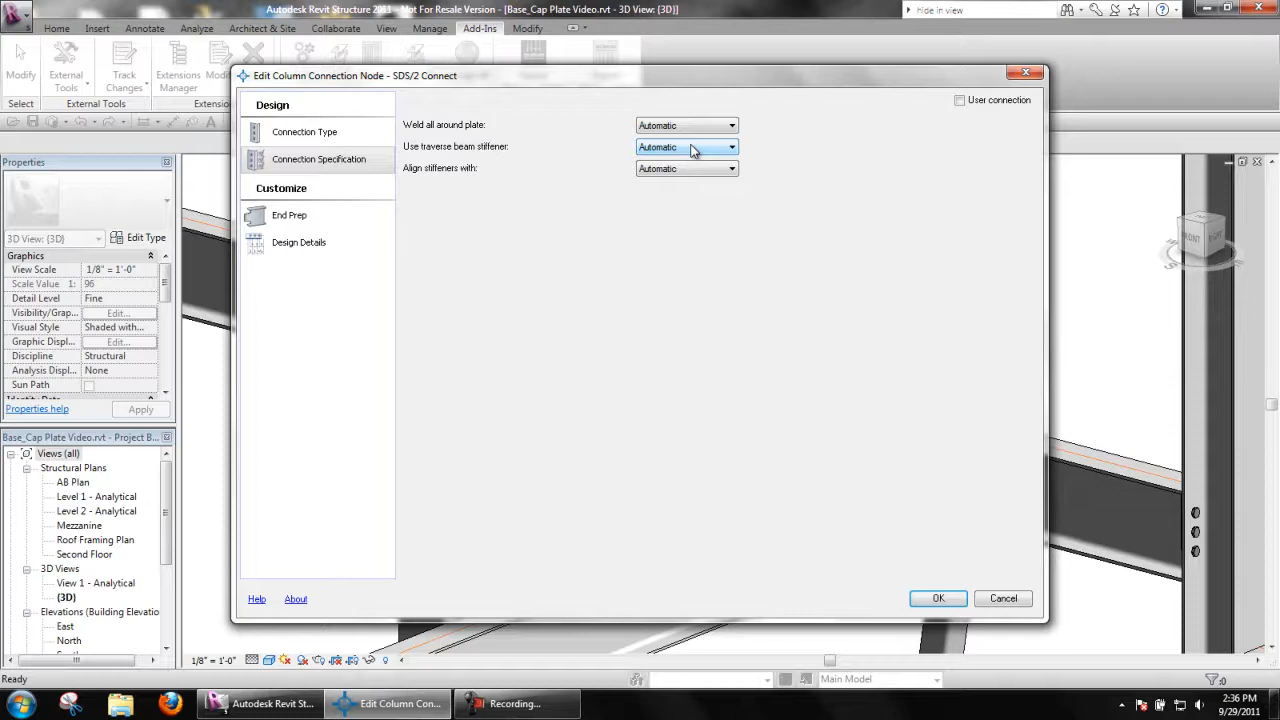 Autodesk Revit Structure 2011 - Not For Resale Version - [Base_Cap Plate Video.rvt - 3D View: {3D}]
Hide in view
Home Insert Annotate Analyze Architect & Site Collaborate View Manage Add-Ins Modify
Modify External Tools Track Changes Extensions Manager
Select External Tools
Edit Column Connection Node - SDS/2 Connect
Design
Connection Type
Connection Specification
Customize
End Prep
Design Details
User connection
Weld all around plate: Automatic
Use traverse beam stiffener: Automatic
Align stiffeners with: Automatic
Help About
OK Cancel
Properties
3D View: {3D} Edit Type
Graphics
View Scale 1/8" = 1'-0"
Scale Value 1: 96
Detail Level Fine
Visibility/Grap... Edit...
Visual Style Shaded with...
Graphic Displ... Edit...
Discipline Structural
Analysis Displ... None
Sun Path
Properties help Apply
Base_Cap Plate Video.rvt - Project B...
Views (all)
Structural Plans
AB Plan
Level 1 - Analytical
Level 2 - Analytical
Mezzanine
Roof Framing Plan
Second Floor
3D Views
View 1 - Analytical
{3D}
Elevations (Building Elevatio
East
North
FRONT
1/8" = 1'-0"
Ready
:0
Main Model
Autodesk Revit St... Edit Column Con... Recording...
2:36 PM
9/29/2011